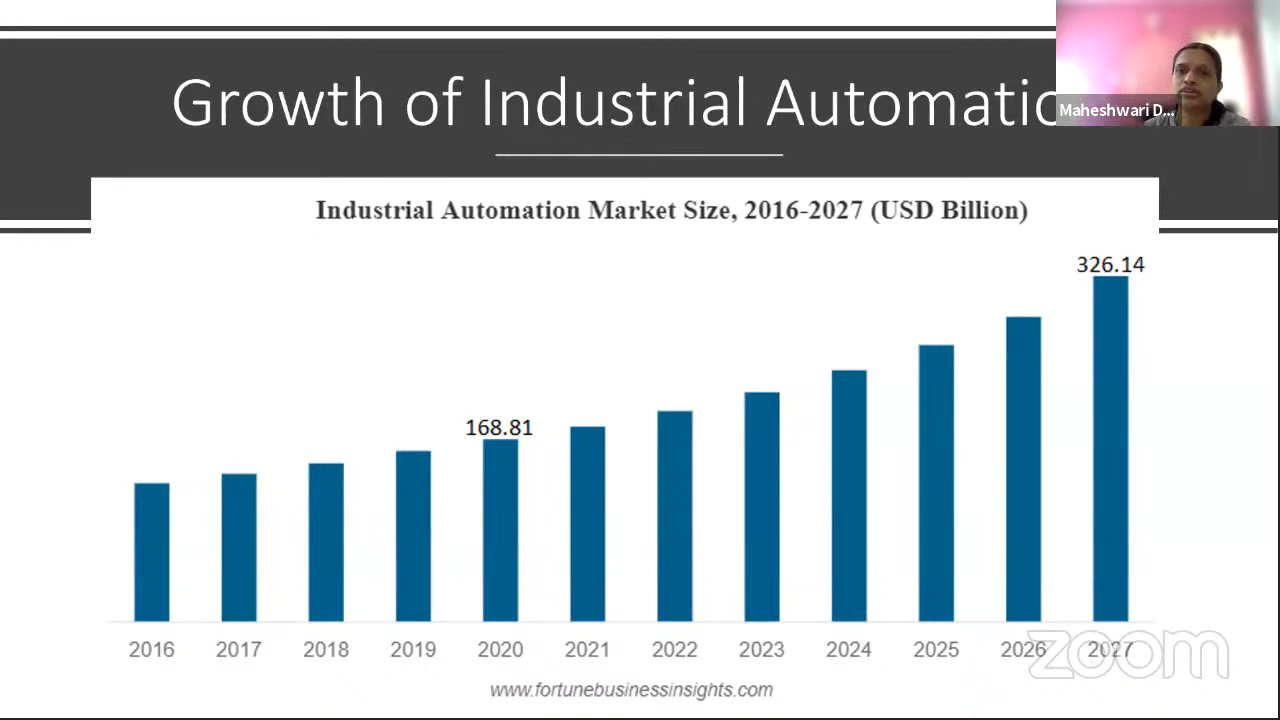 Growth of Industrial Automatio
Maheshwari D...
Industrial Automation Market Size, 2016-2027 (USD Billion)
326.14
168.81
2016 2017 2018 2019 2020 2021 2022 2023 2024 2025 2026 2027
zoom
www.fortunebusinessinsights.com